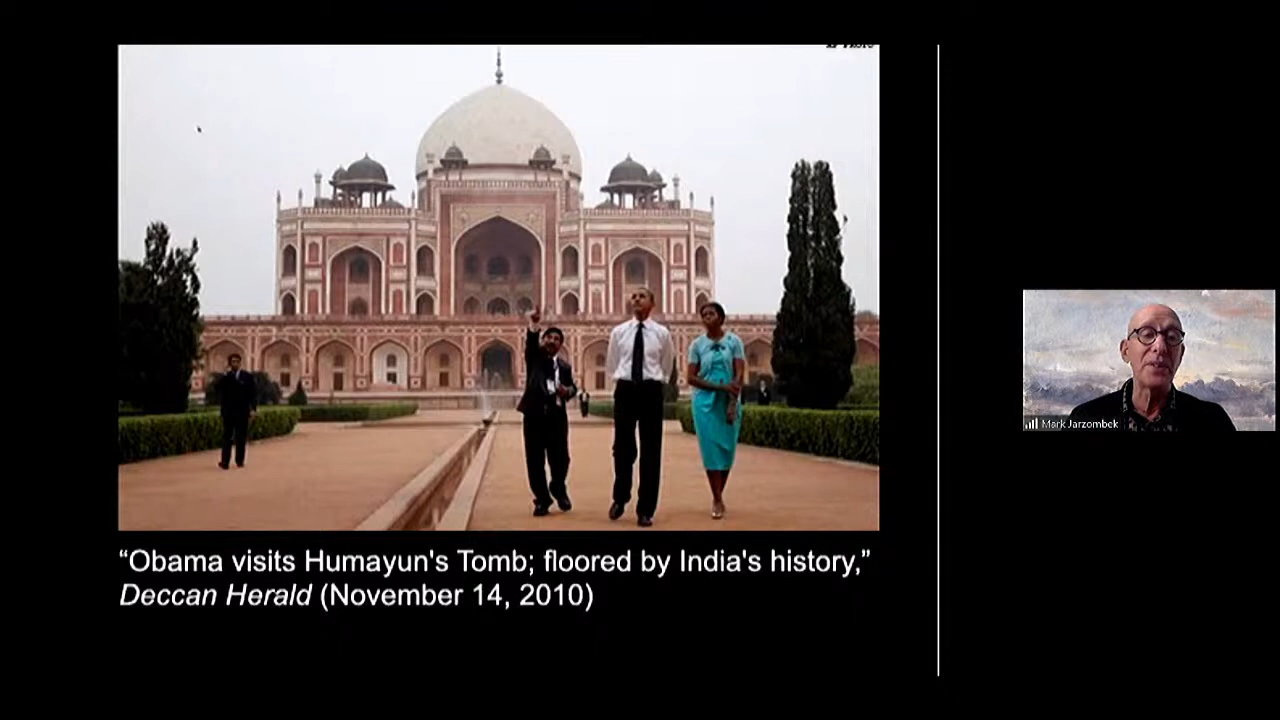 “Obama visits Humayun's Tomb; floored by India's history,”
Deccan Herald (November 14, 2010)
Mark Jarzombek